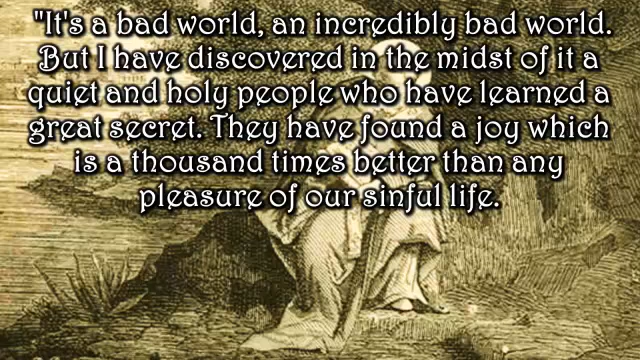 "It's a bad world, an incredibly bad world.
But I have discovered in the midst of it a
quiet and holy people who have learned a
great secret. They have found a joy which
is a thousand times better than any
pleasure of our sinful life.